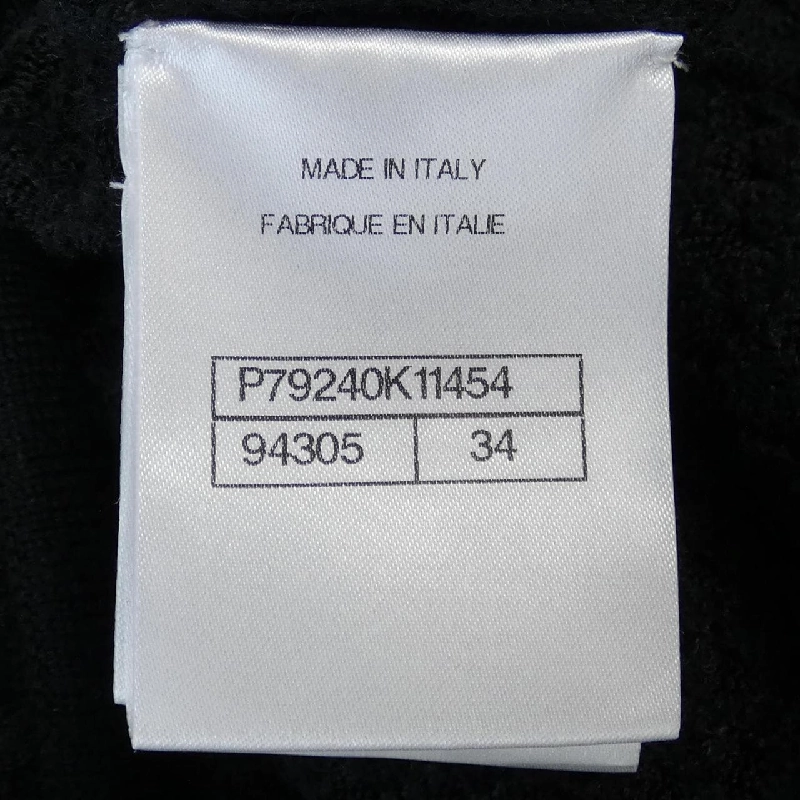 MADE IN ITALY
FABRIQUE EN ITALIE
P79240K11454
94305 34